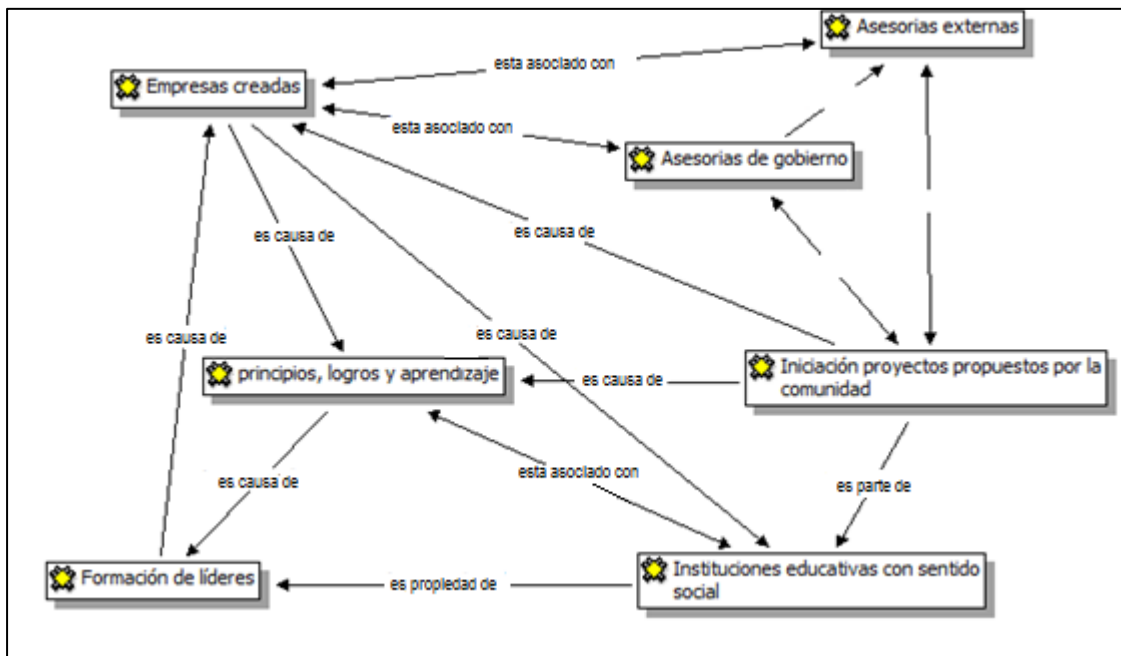 Asesorias externas
esta asociado con
Empresas creadas
esta asociado con
Asesorias de gobierno
es causa de
es causa de
es causa de
es causa de
principios, logros y aprendizaje
es causa de
Iniciación proyectos propuestos por la
comunidad
esta asociado con
es causa de
es parte de
Formación de líderes
es propiedad de
Instituciones educativas con sentido
social